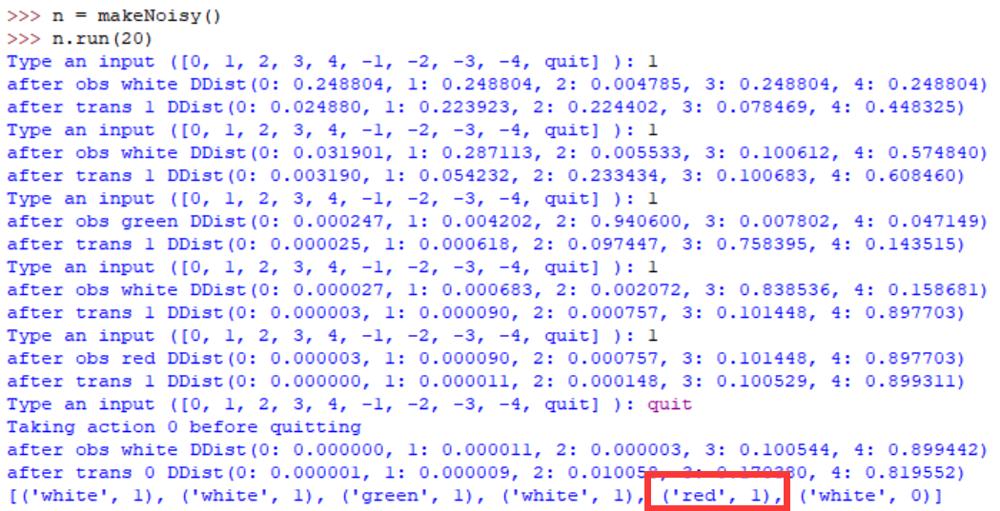 >>> n = makeNoisy()
>>> n.run(20)
Type an input ([0, 1, 2, 3, 4, -1, -2, -3, -4, quit] ): 1
after obs white DDist(0: 0.248804, 1: 0.248804, 2: 0.004785, 3: 0.248804, 4: 0.248804)
after trans 1 DDist(0: 0.024880, 1: 0.223923, 2: 0.224402, 3: 0.078469, 4: 0.448325)
Type an input ([0, 1, 2, 3, 4, -1, -2, -3, -4, quit] ): 1
after obs white DDist(0: 0.031901, 1: 0.287113, 2: 0.005533, 3: 0.100612, 4: 0.574840)
after trans 1 DDist(0: 0.003190, 1: 0.054232, 2: 0.233434, 3: 0.100683, 4: 0.608460)
Type an input ([0, 1, 2, 3, 4, -1, -2, -3, -4, quit] ): 1
after obs green DDist(0: 0.000247, 1: 0.004202, 2: 0.940600, 3: 0.007802, 4: 0.047149)
after trans 1 DDist(0: 0.000025, 1: 0.000618, 2: 0.097447, 3: 0.758395, 4: 0.143515)
Type an input ([0, 1, 2, 3, 4, -1, -2, -3, -4, quit] ): 1
after obs white DDist(0: 0.000027, 1: 0.000683, 2: 0.002072, 3: 0.838536, 4: 0.158681)
after trans 1 DDist(0: 0.000003, 1: 0.000090, 2: 0.000757, 3: 0.101448, 4: 0.897703)
Type an input ([0, 1, 2, 3, 4, -1, -2, -3, -4, quit] ): 1
after obs red DDist(0: 0.000003, 1: 0.000090, 2: 0.000757, 3: 0.101448, 4: 0.897703)
after trans 1 DDist(0: 0.000000, 1: 0.000011, 2: 0.000148, 3: 0.100529, 4: 0.899311)
Type an input ([0, 1, 2, 3, 4, -1, -2, -3, -4, quit] ): quit
Taking action 0 before quitting
after obs white DDist(0: 0.000000, 1: 0.000011, 2: 0.000003, 3: 0.100544, 4: 0.899442)
after trans 0 DDist(0: 0.000001, 1: 0.000009, 2: 3: 4: 0.819552)
[('white', 1), ('white', 1), ('green', 1), ('white', 1), ('red', 1), ('white', 0)]